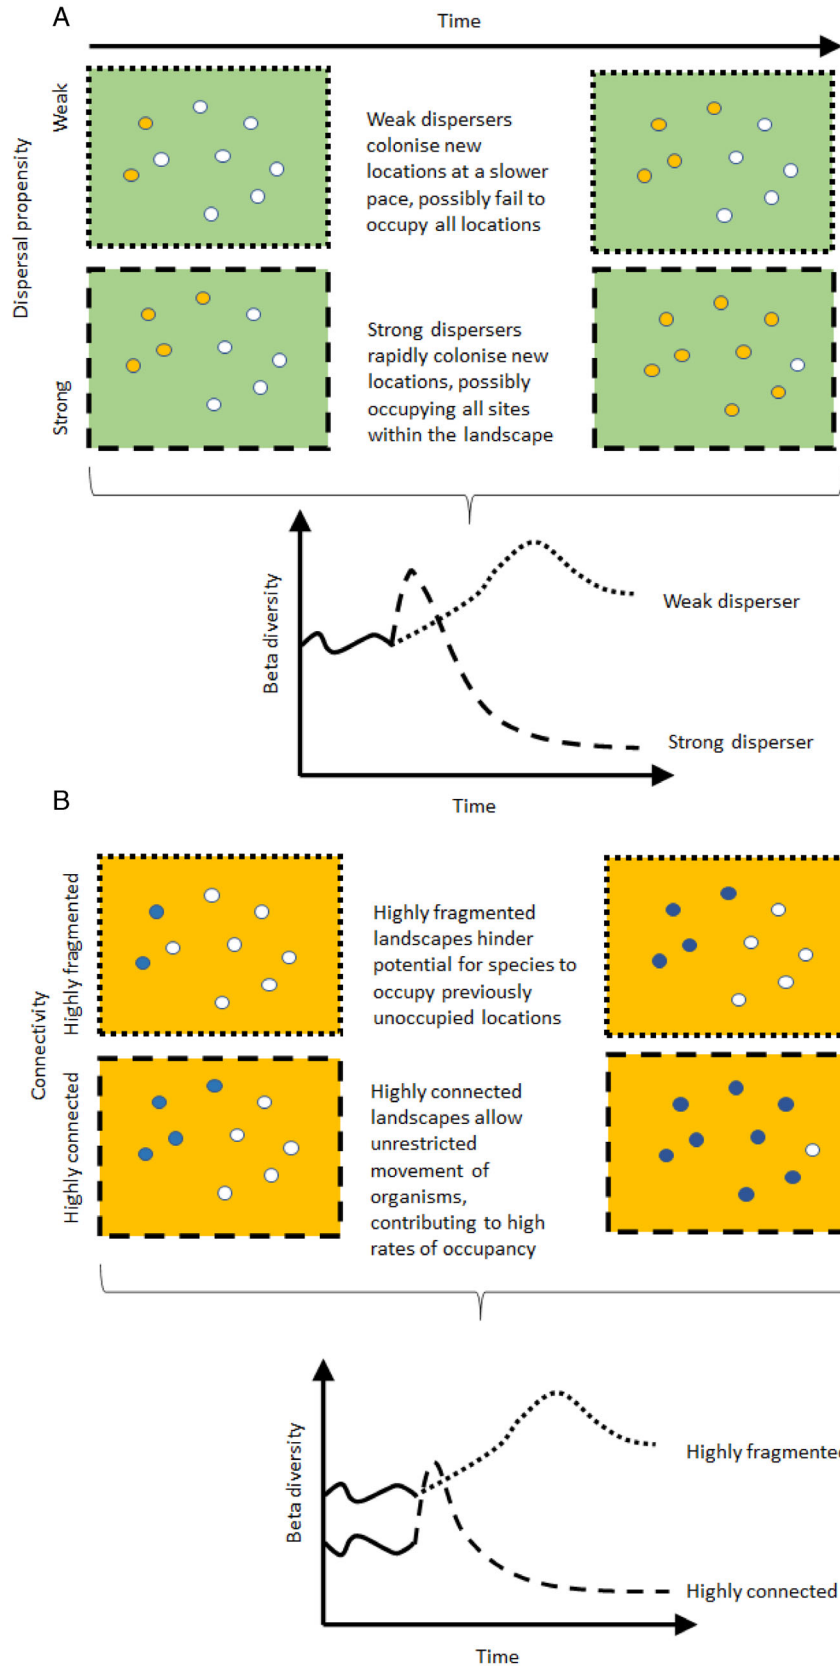 A
Time
Dispersal propensity
Weak
Weak dispersers
colonise new
locations at a slower
pace, possibly fail to
occupy all locations
Strong
Strong dispersers
rapidly colonise new
locations, possibly
occupying all sites
within the landscape
Beta diversity
Weak disperser
Strong disperser
Time
B
Connectivity
Highly fragmented
Highly fragmented
landscapes hinder
potential for species to
occupy previously
unoccupied locations
Highly connected
Highly connected
landscapes allow
unrestricted
movement of
organisms,
contributing to high
rates of occupancy
Beta diversity
Highly fragmented
Highly connected
Time